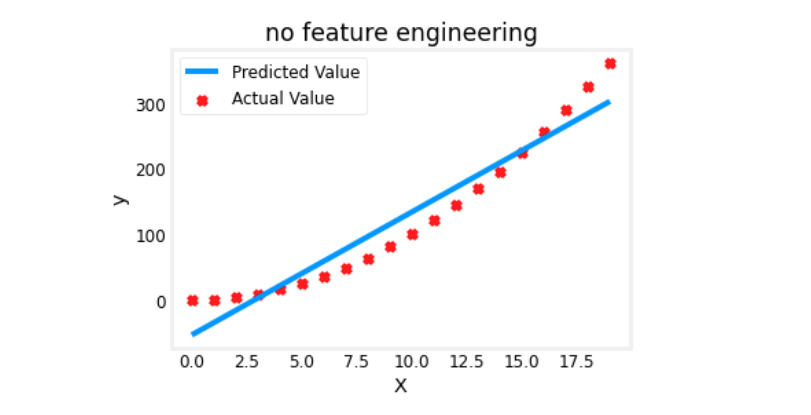 no feature engineering
Predicted Value
Actual Value
300
200
100
0
y
0.0 2.5 5.0 7.5 10.0 12.5 15.0 17.5
X